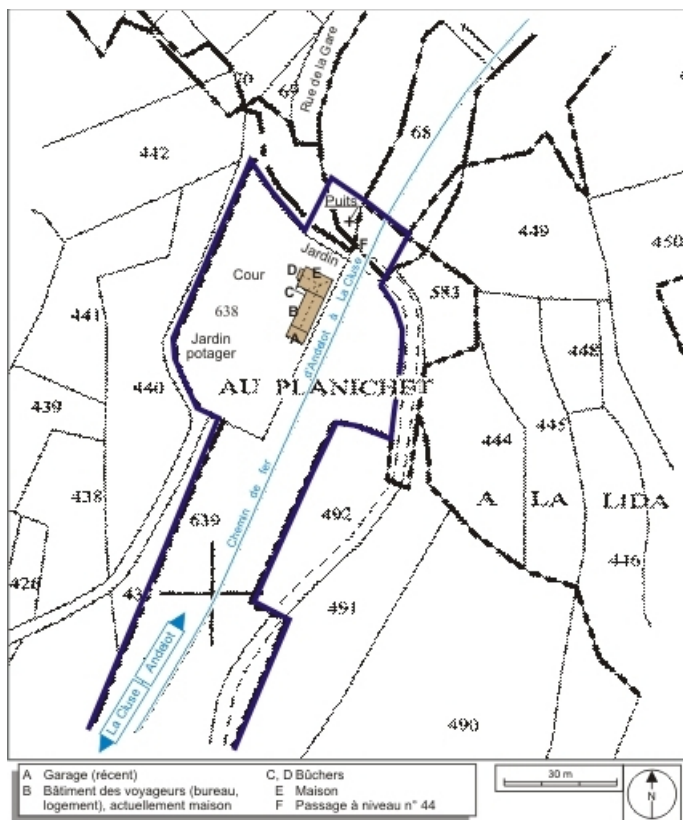 70
69
Rue de la Gare
68
442
Puits
F
Jardin
449
450
Cour
D E
C
583
638
B
441
Jardin
potager
A
d'Andelot à La Cluse
448
440
AU PLANICHET
439
444
445
438
Chemin de fer
492
A LA LIDA
639
446
426
491
La Cluse
Andelot
490
A Garage (récent)
B Bâtiment des voyageurs (bureau,
logement), actuellement maison
C, D Bûchers
E Maison
F Passage à niveau n° 44
30 m
N